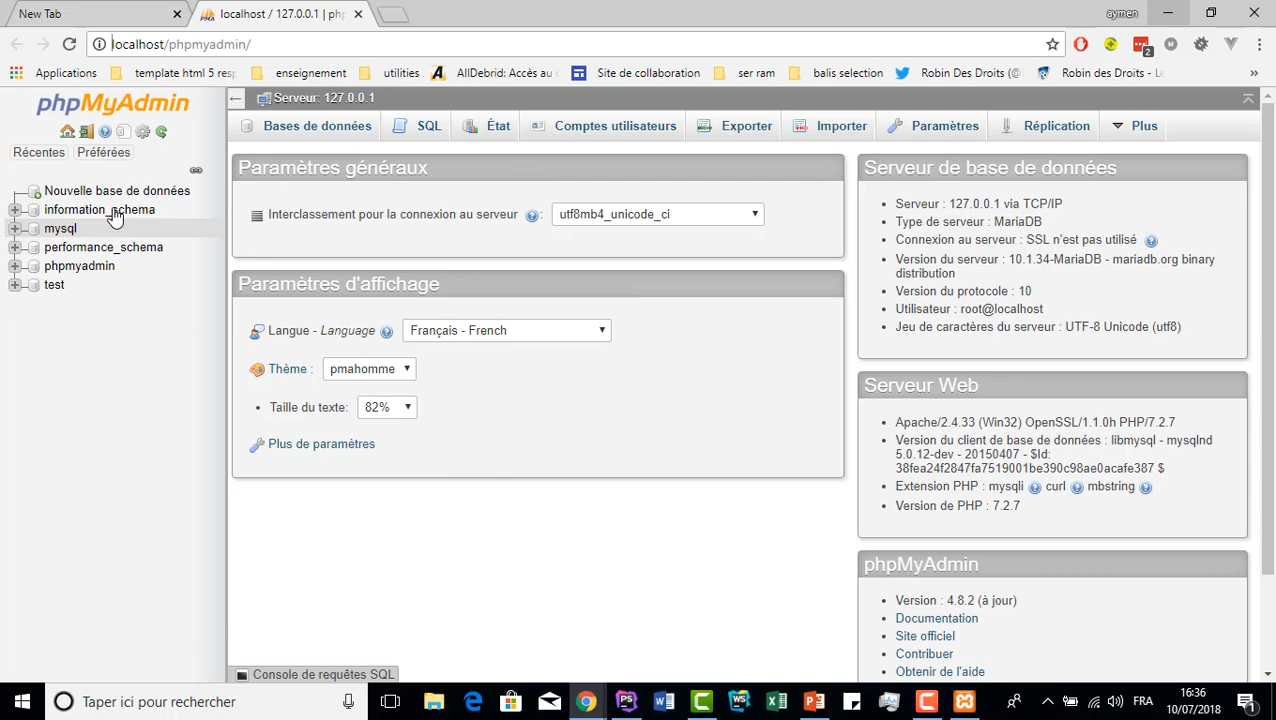 New Tab
localhost / 127.0.0.1 | ph
aymen
localhost/phpmyadmin/
2
Applications
template html 5 resp
enseignement
utilities
AllDebrid: Accès au c
Site de collaboration
ser ram
balis selection
Robin Des Droits (@
Robin des Droits - Le
phpMyAdmin
Récentes
Préférées
Nouvelle base de données
information_schema
mysql
performance_schema
phpmyadmin
test
Serveur: 127.0.0.1
Bases de données
SQL
État
Comptes utilisateurs
Exporter
Importer
Paramètres
Réplication
Plus
Paramètres généraux
Interclassement pour la connexion au serveur :
utf8mb4_unicode_ci
Paramètres d'affichage
Langue - Language
Français - French
Thème :
pmahomme
Taille du texte:
82%
Plus de paramètres
Console de requêtes SQL
Serveur de base de données
Serveur : 127.0.0.1 via TCP/IP
Type de serveur : MariaDB
Connexion au serveur : SSL n'est pas utilisé
Version du serveur : 10.1.34-MariaDB - mariadb.org binary
distribution
Version du protocole : 10
Utilisateur : root@localhost
Jeu de caractères du serveur : UTF-8 Unicode (utf8)
Serveur Web
Apache/2.4.33 (Win32) OpenSSL/1.1.0h PHP/7.2.7
Version du client de base de données : libmysql - mysqlnd
5.0.12-dev - 20150407 - $Id:
38fea24f2847fa7519001be390c98ae0acafe387 $
Extension PHP : mysqli curl mbstring
Version de PHP : 7.2.7
phpMyAdmin
Version : 4.8.2 (à jour)
Documentation
Site officiel
Contribuer
Obtenir de l'aide
Taper ici pour rechercher
FRA
16:36
10/07/2018
1